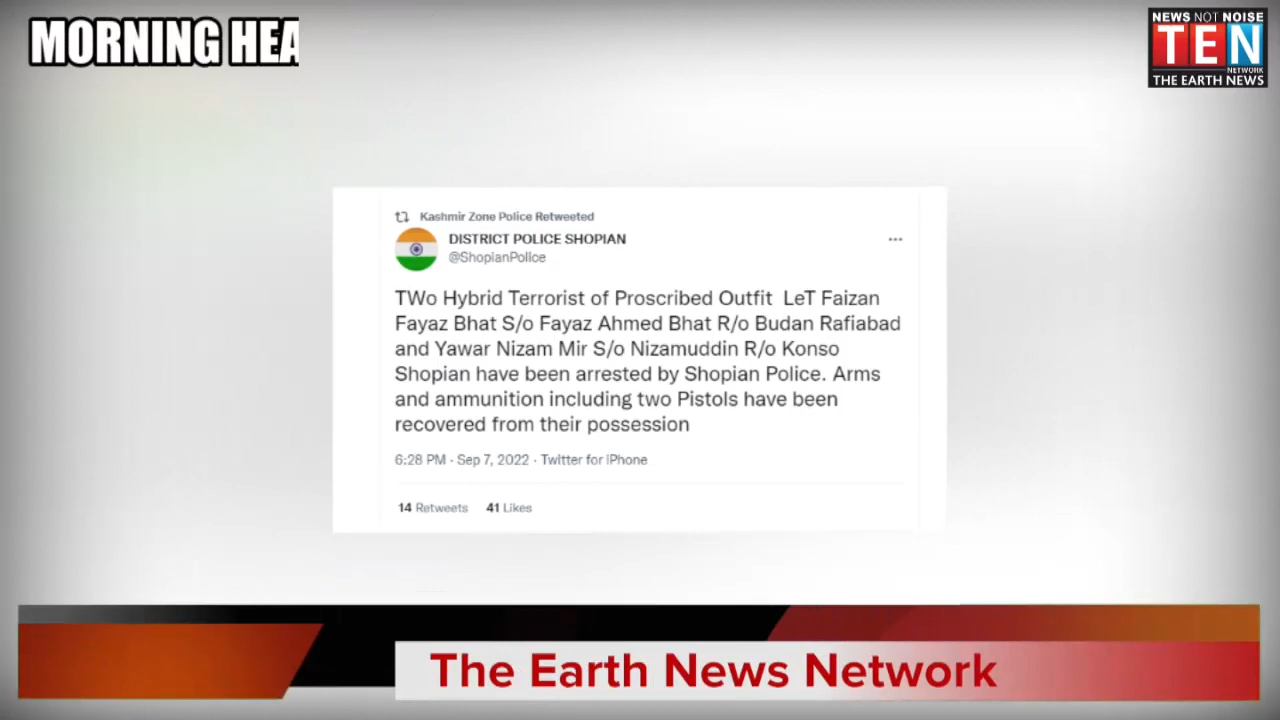 MORNING HEA
NEWS NOT NOISE
TEN
NETWORK
THE EARTH NEWS
Kashmir Zone Police Retweeted
DISTRICT POLICE SHOPIAN
@ShopianPolice
TWo Hybrid Terrorist of Proscribed Outfit LeT Faizan
Fayaz Bhat S/o Fayaz Ahmed Bhat R/o Budan Rafiabad
and Yawar Nizam Mir S/o Nizamuddin R/o Konso
Shopian have been arrested by Shopian Police. Arms
and ammunition including two Pistols have been
recovered from their possession
6:28 PM · Sep 7, 2022 · Twitter for iPhone
14 Retweets 41 Likes
The Earth News Network